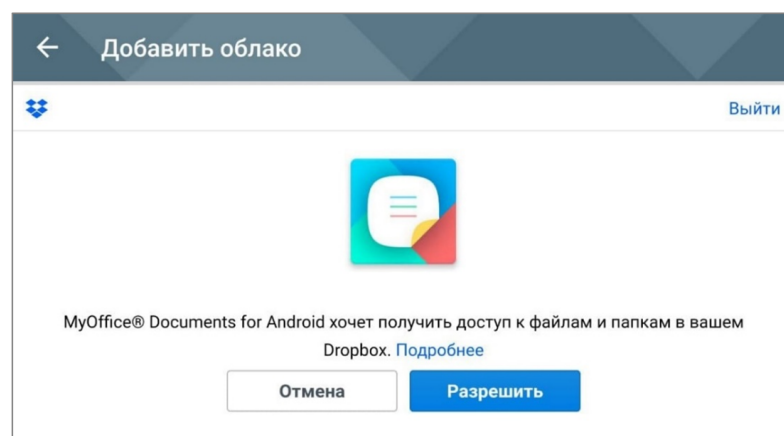 Добавить облако
Выйти
MyOffice® Documents for Android хочет получить доступ к файлам и папкам в вашем
Dropbox. Подробнее
Отмена
Разрешить